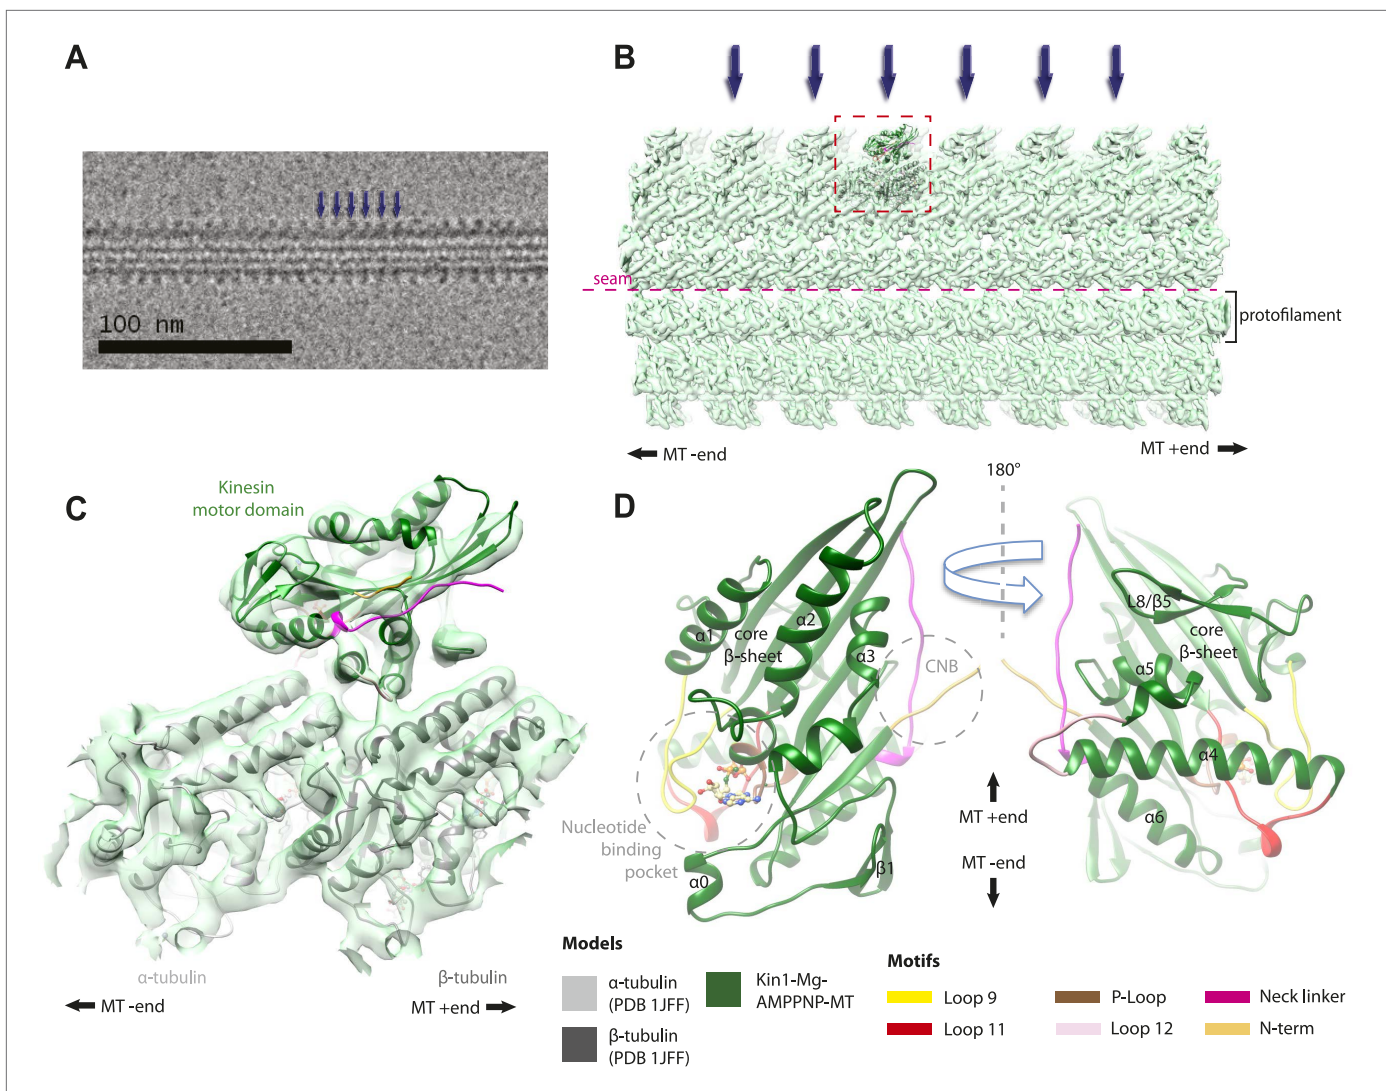 A
100 nm
B
seam
protofilament
MT -end
MT +end
C
Kinesin
motor domain
α-tubulin
β-tubulin
MT -end
MT +end
D
180°
α1
core
β-sheet
α2
α3
CNB
Nucleotide
binding
pocket
α0
β1
L8/β5
core
β-sheet
α5
α4
α6
MT +end
MT -end
Models
α-tubulin
(PDB 1JFF)
β-tubulin
(PDB 1JFF)
Kin1-Mg-
AMPPNP-MT
Motifs
Loop 9
P-Loop
Neck linker
Loop 11
Loop 12
N-term